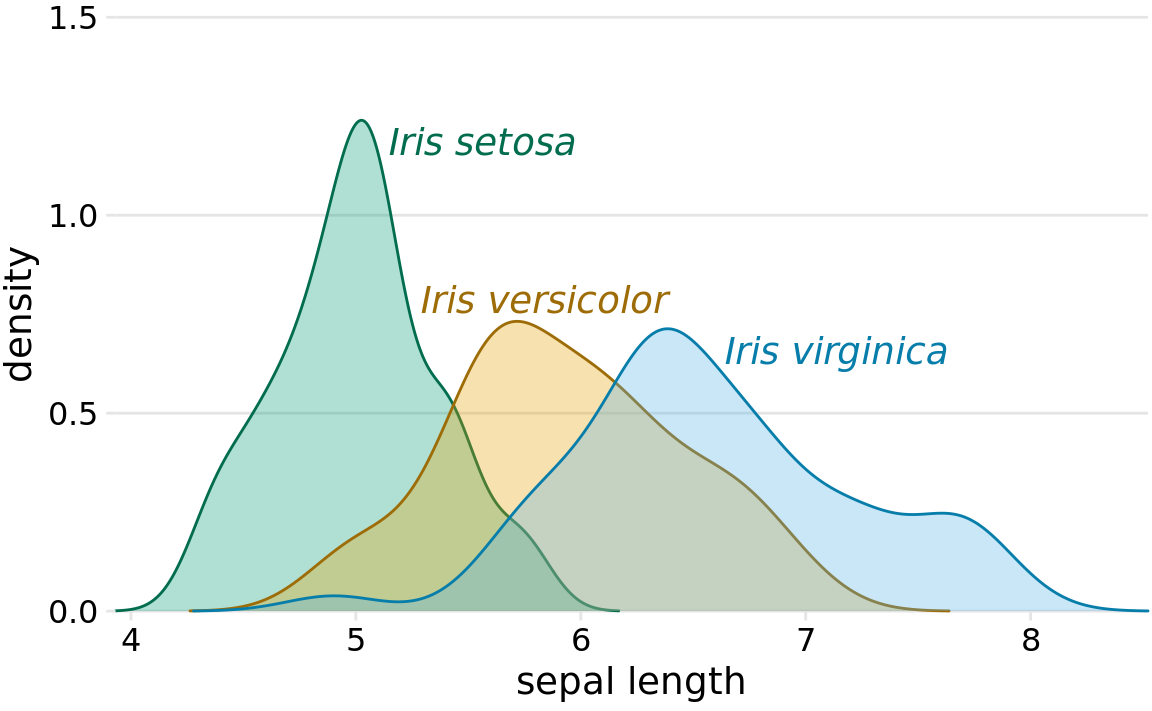 1.5
Iris setosa
1.0
density
Iris versicolor
Iris virginica
0.5
0.0
4 5 6 7 8
sepal length